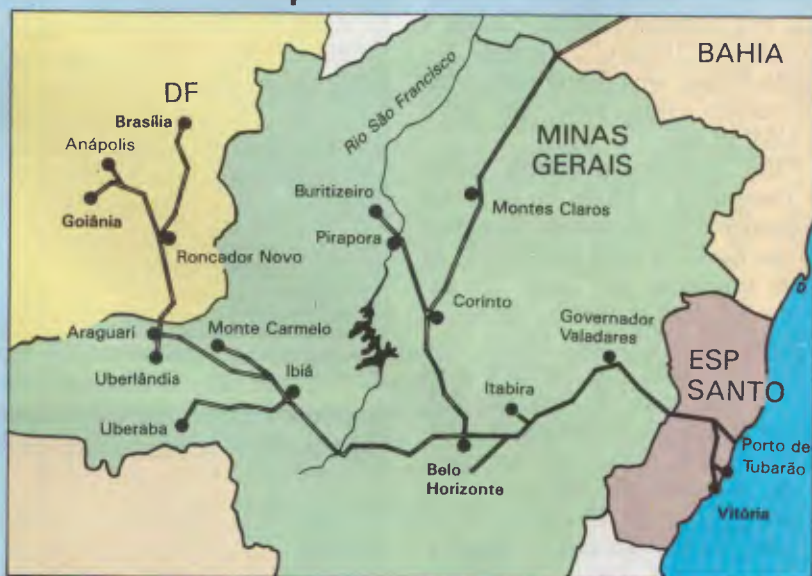 BAHIA
DF
Brasília
Anápolis
Goiânia
Roncador Novo
Rio São Francisco
MINAS
GERAIS
Buritizeiro
Pirapora
Montes Claros
Corinto
Governador
Valadares
Araguari
Monte Carmelo
Uberlândia
Ibiá
Uberaba
Itabira
ESP
SANTO
Belo
Horizonte
Porto de
Tubarão
Vitória